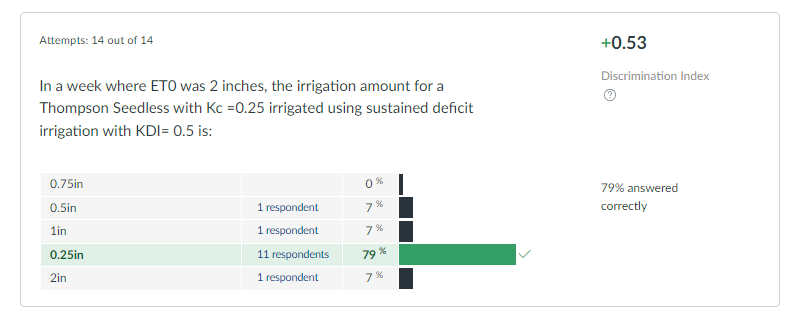 Attempts: 14 out of 14
+0.53
Discrimination Index
?
In a week where ET0 was 2 inches, the irrigation amount for a
Thompson Seedless with Kc =0.25 irrigated using sustained deficit
irrigation with KDI= 0.5 is:
0.75in 0 %
0.5in 1 respondent 7 %
1in 1 respondent 7 %
0.25in 11 respondents 79 %
2in 1 respondent 7 %
79% answered
correctly